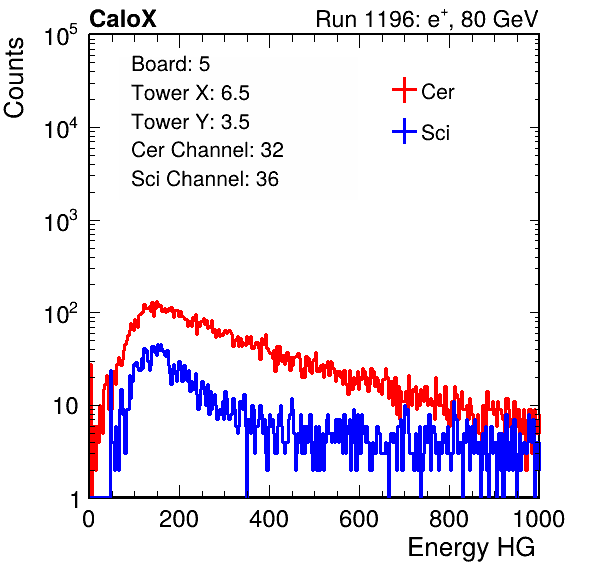 CaloX Run 1196: e⁺, 80 GeV
Counts
10⁵
10⁴
10³
10²
10
1
Board: 5
Tower X: 6.5
Tower Y: 3.5
Cer Channel: 32
Sci Channel: 36
Cer
Sci
0 200 400 600 800 1000
Energy HG